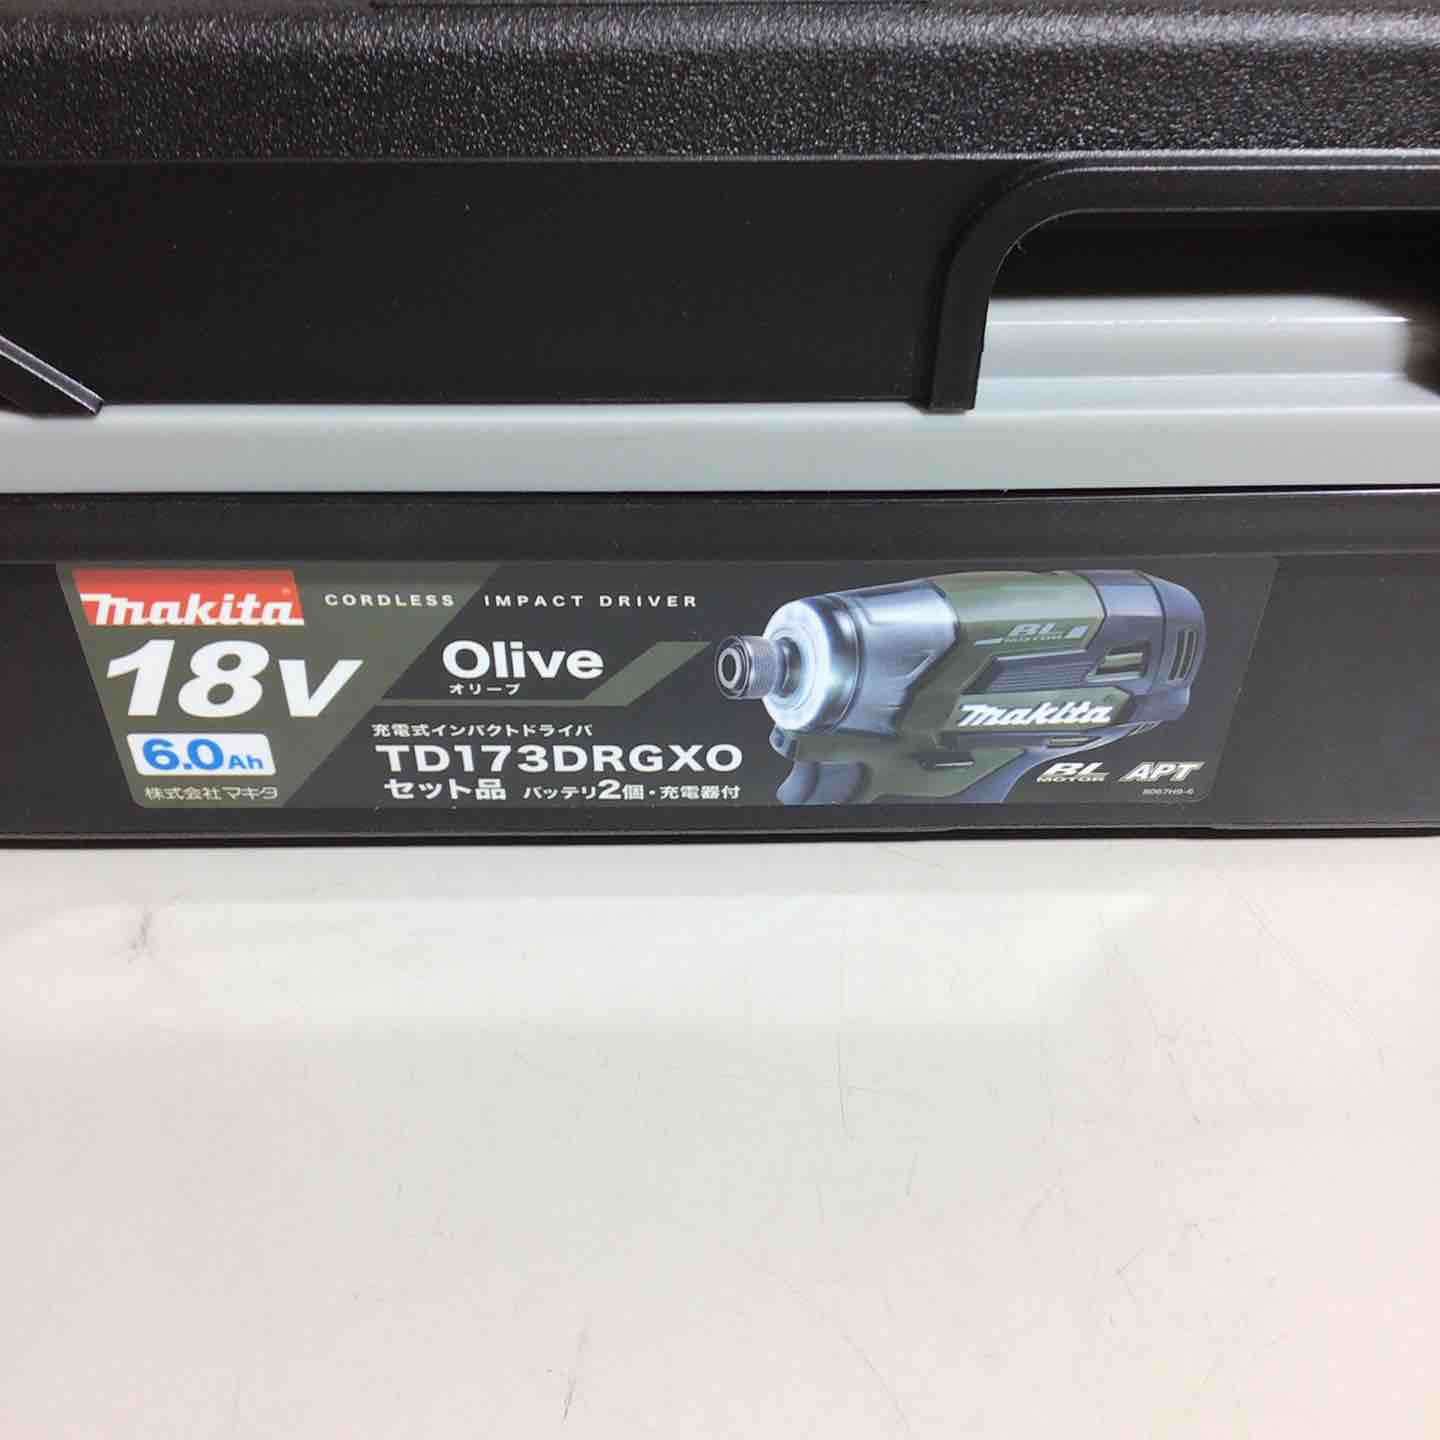 makita
CORDLESS IMPACT DRIVER
18V
Olive
オリーブ
6.0Ah
充電式インパクトドライバ
TD173DRGXO
セット品 バッテリ2個・充電器付
株式会社マキタ
BL
MOTOR
makita
BL
MOTOR
APT